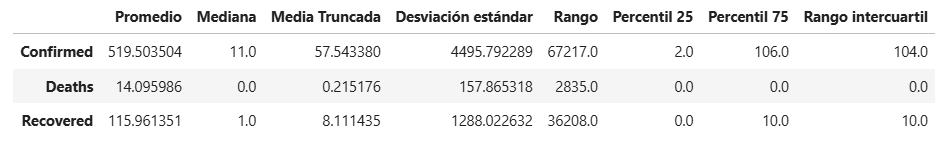 Promedio Mediana Media Truncada Desviación estándar Rango Percentil 25 Percentil 75 Rango intercuartil
Confirmed 519.503504 11.0 57.543380 4495.792289 67217.0 2.0 106.0 104.0
Deaths 14.095986 0.0 0.215176 157.865318 2835.0 0.0 0.0 0.0
Recovered 115.961351 1.0 8.111435 1288.022632 36208.0 0.0 10.0 10.0